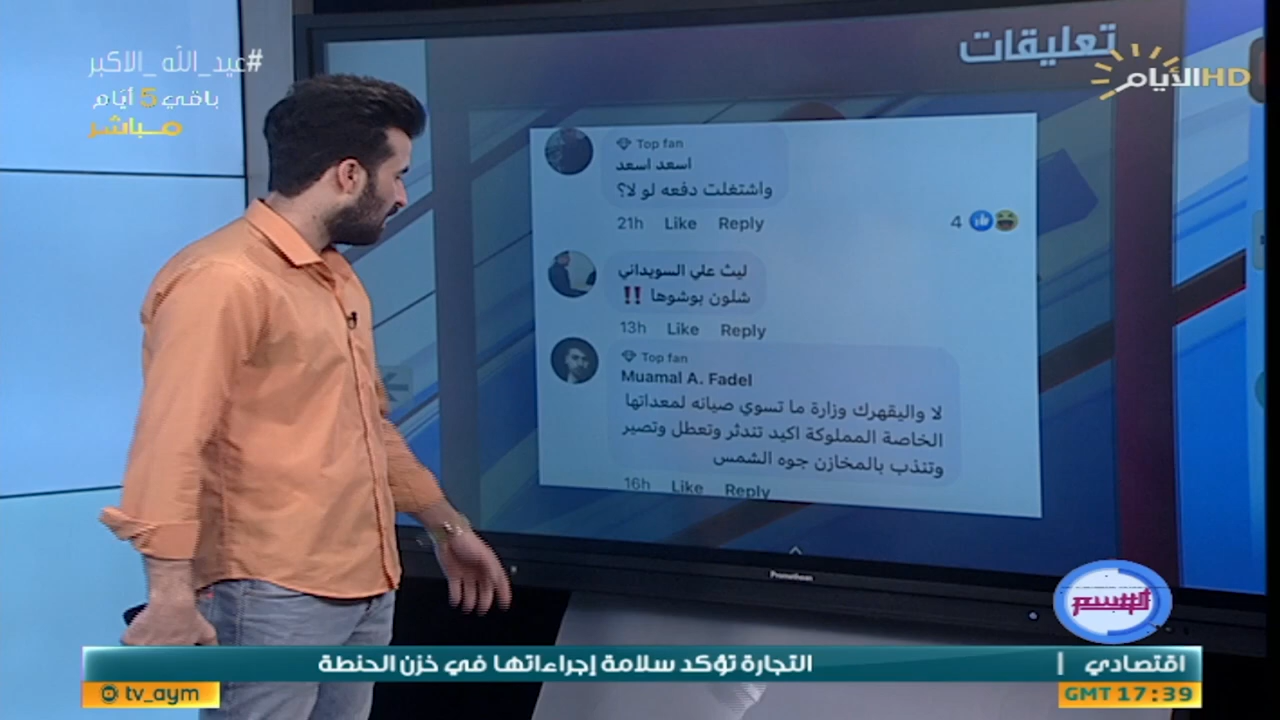 #عيد_الله_الاكبر
باقي 5 أيام
مباشر
تعليقات
الأيام HD
Top fan
اسعد اسعد
واشتغلت دفعه لو لا؟
21h Like Reply 4
ليث علي السويداني
شلون بوشوها ‼️
13h Like Reply
Top fan
Muamal A. Fadel
لا واليقهرك وزارة ما تسوي صيانه لمعداتها
الخاصة المملوكة اكيد تندثر وتعطل وتصير
وتنذب بالمخازن جوه الشمس
16h Like Reply
Promethean
اقتصادي | التجارة تؤكد سلامة إجراءاتها في خزن الحنطة
tv_aym
GMT 17:39